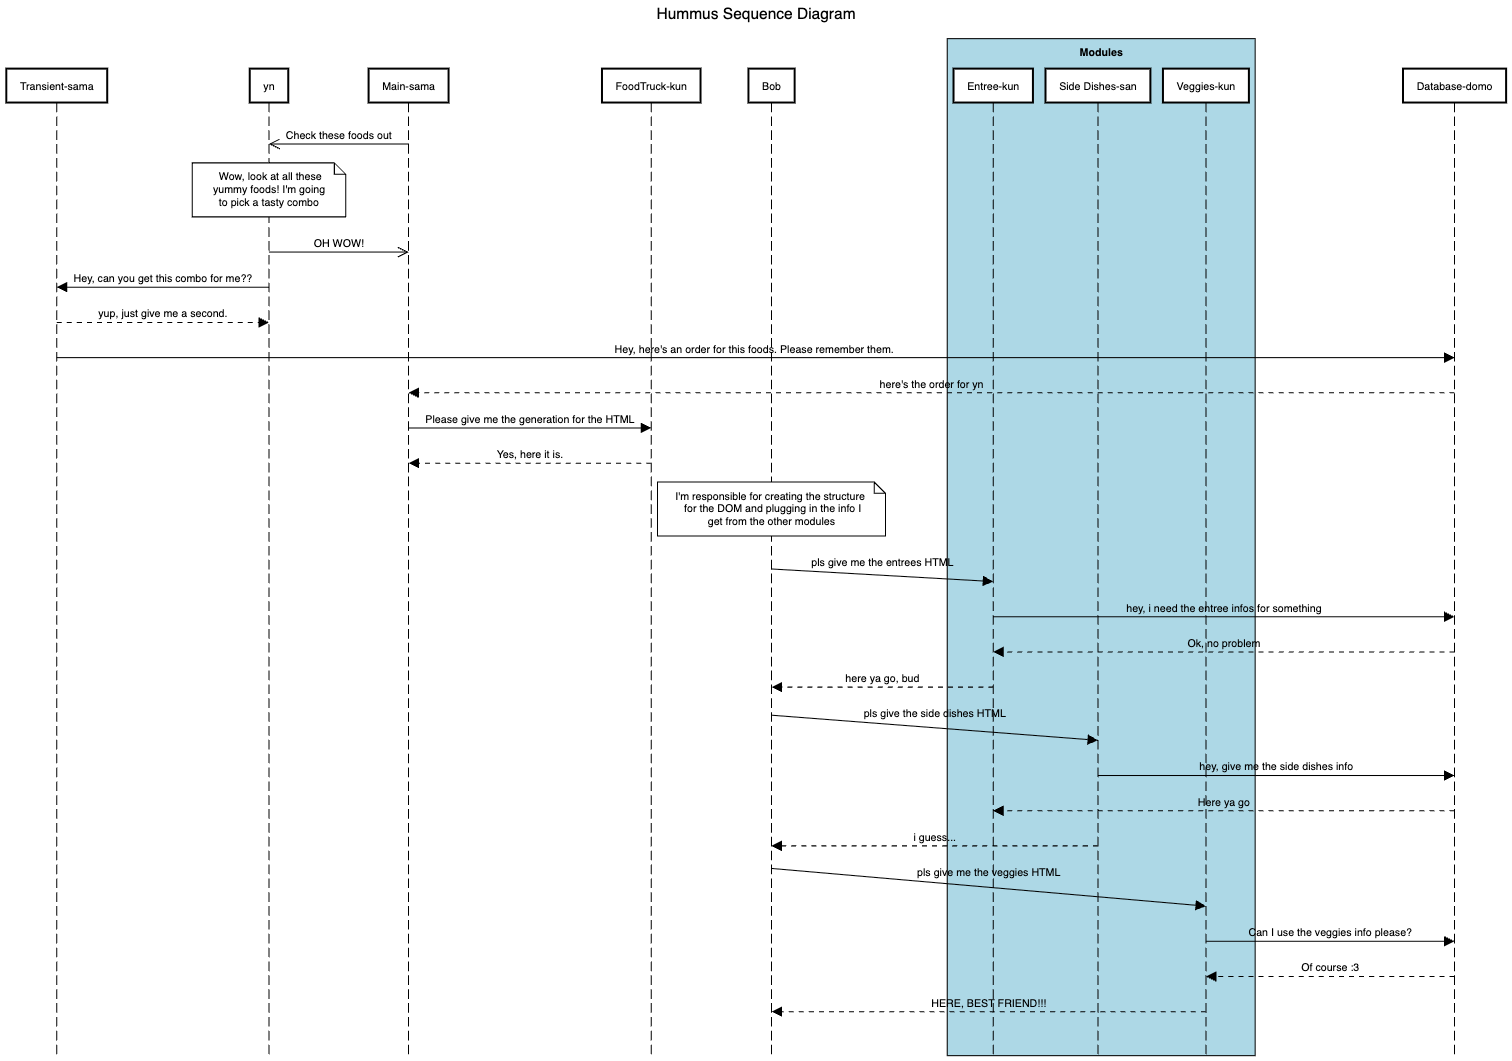 Hummus Sequence Diagram
Modules
Transient-sama
yn
Main-sama
FoodTruck-kun
Bob
Entree-kun
Side Dishes-san
Veggies-kun
Database-domo
Check these foods out
Wow, look at all these
yummy foods! I'm going
to pick a tasty combo
OH WOW!
Hey, can you get this combo for me??
yup, just give me a second.
Hey, here's an order for this foods. Please remember them.
here's the order for yn
Please give me the generation for the HTML
Yes, here it is.
I'm responsible for creating the structure
for the DOM and plugging in the info I
get from the other modules
pls give me the entrees HTML
hey, i need the entree infos for something
Ok, no problem
here ya go, bud
pls give the side dishes HTML
hey, give me the side dishes info
Here ya go
i guess...
pls give me the veggies HTML
Can I use the veggies info please?
Of course :3
HERE, BEST FRIEND!!!